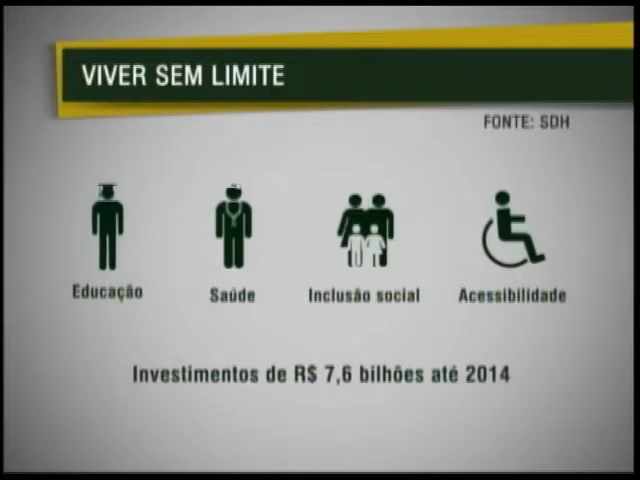 VIVER SEM LIMITE
FONTE: SDH
Educação
Saúde
Inclusão social
Acessibilidade
Investimentos de R$ 7,6 bilhões até 2014